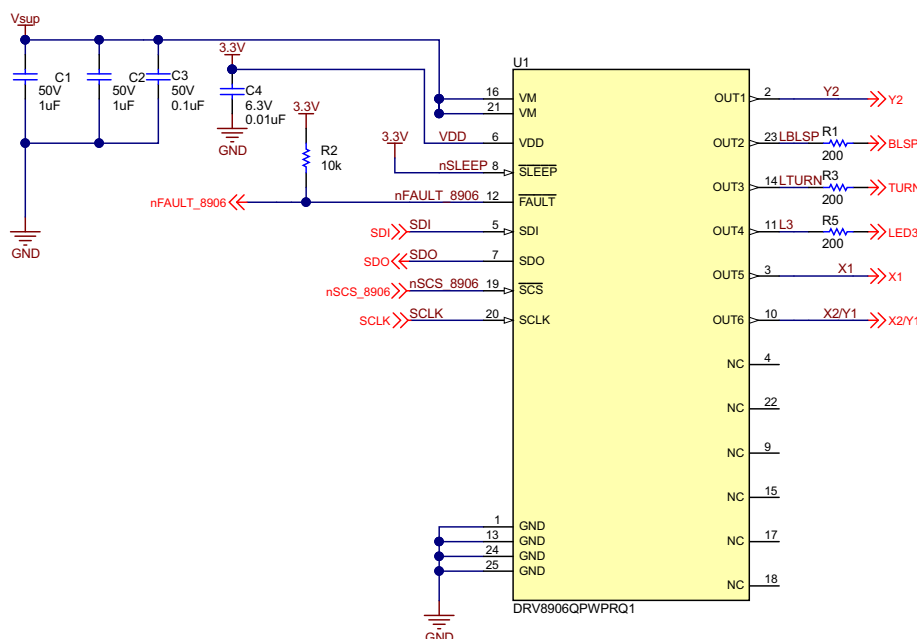 Vsup
C1
50V
1uF
C2
50V
1uF
C3
50V
0.1uF
3.3V
C4
6.3V
0.01uF
GND
3.3V
R2
10k
3.3V
GND
nFAULT_8906
nFAULT_8906
VDD
nSLEEP
SDI
SDI
SDO
SDO
nSCS_8906
nSCS_8906
SCLK
SCLK
U1
16 VM
21 VM
6 VDD
8 SLEEP
12 FAULT
5 SDI
7 SDO
19 SCS
20 SCLK
1 GND
13 GND
24 GND
25 GND
GND
OUT1 2 Y2 Y2
OUT2 23 LBLSP R1 200 BLSP
OUT3 14 LTURN R3 200 TURN
OUT4 11 L3 R5 200 LED3
OUT5 3 X1 X1
OUT6 10 X2/Y1 X2/Y1
NC 4
NC 22
NC 9
NC 15
NC 17
NC 18
DRV8906QPWPRQ1